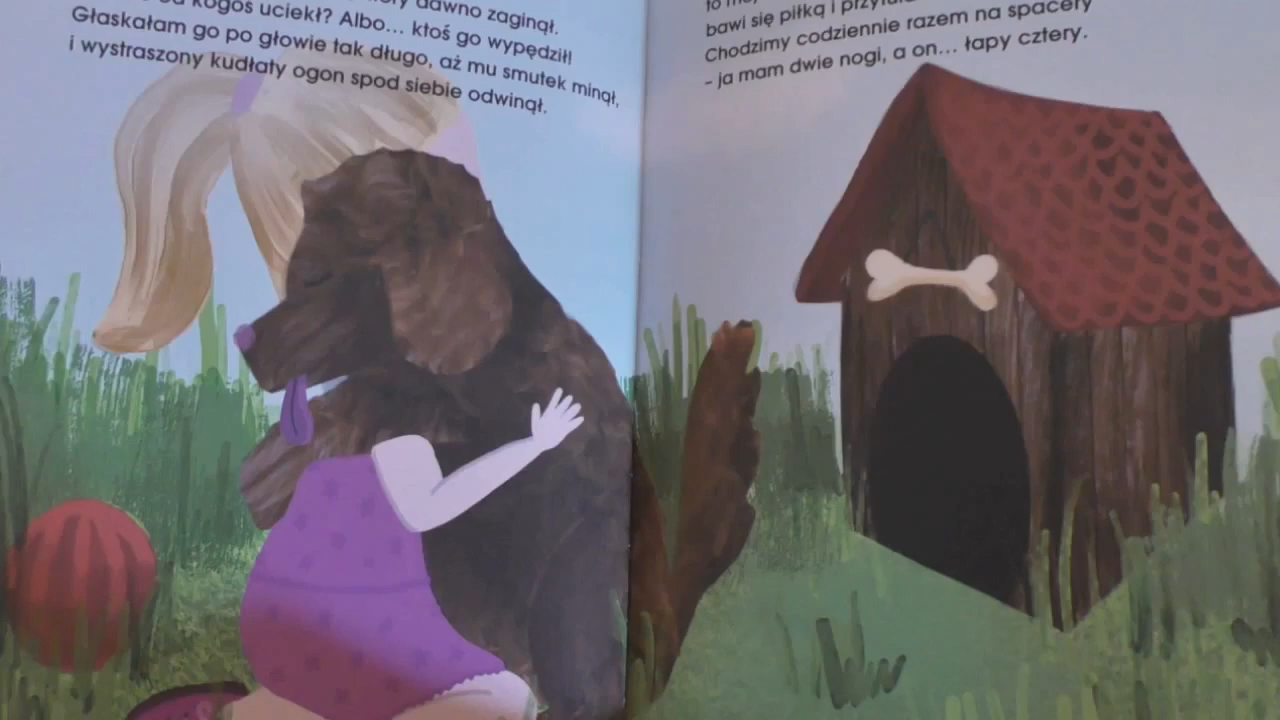 dawno zaginął.
kogoś uciekł? Albo... ktoś go wypędził!
Głaskałam go po głowie tak długo, aż mu smutek minął,
i wystraszony kudłaty ogon spod siebie odwinął.
bawi się piłką i
Chodzimy codziennie razem na spacery
- ja mam dwie nogi, a on... łapy cztery.